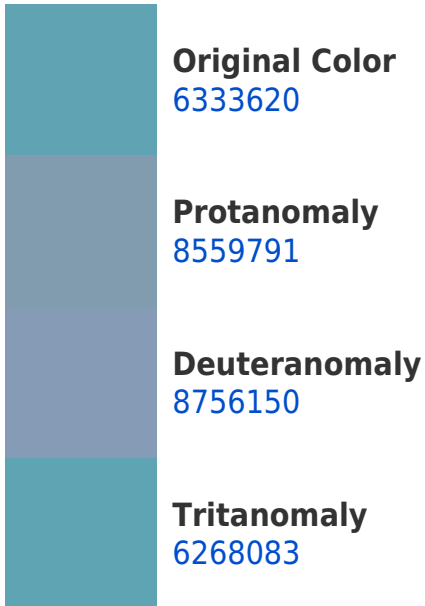 Original Color
6333620
Protanomaly
8559791
Deuteranomaly
8756150
Tritanomaly
6268083